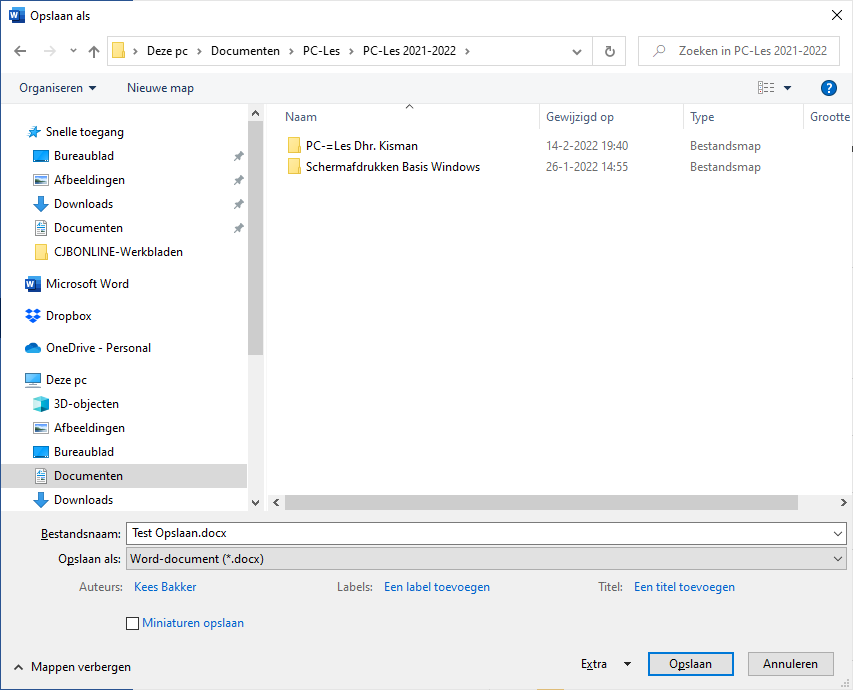 Opslaan als
Deze pc > Documenten > PC-Les > PC-Les 2021-2022 >
Zoeken in PC-Les 2021-2022
Organiseren
Nieuwe map
?
Naam
Gewijzigd op
Type
Grootte
PC-=Les Dhr. Kisman
14-2-2022 19:40
Bestandsmap
Schermafdrukken Basis Windows
26-1-2022 14:55
Bestandsmap
Snelle toegang
Bureaublad
Afbeeldingen
Downloads
Documenten
CJBONLINE-Werkbladen
Microsoft Word
Dropbox
OneDrive - Personal
Deze pc
3D-objecten
Afbeeldingen
Bureaublad
Documenten
Downloads
Bestandsnaam: Test Opslaan.docx
Opslaan als: Word-document (*.docx)
Auteurs: Kees Bakker
Labels: Een label toevoegen
Titel: Een titel toevoegen
Miniaturen opslaan
Mappen verbergen
Extra
Opslaan
Annuleren